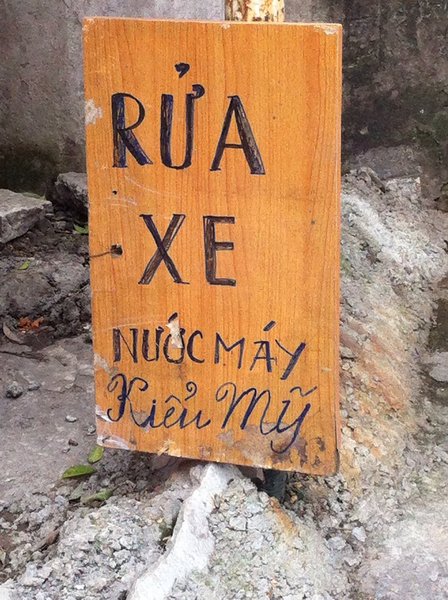 RỬA
XE
NƯỚC MÁY
Kiểu Mỹ